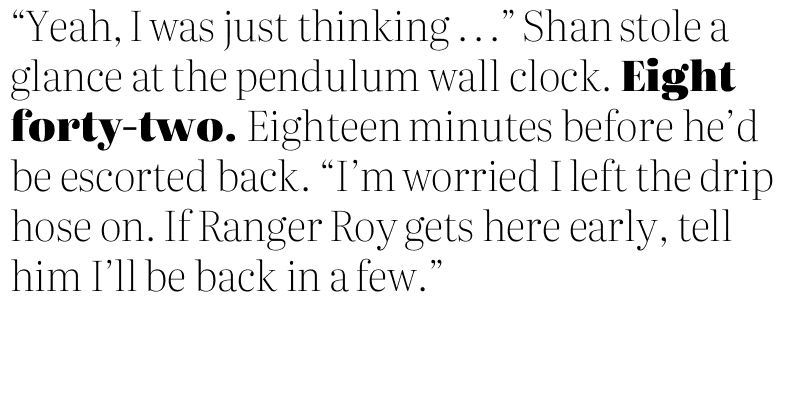 “Yeah, I was just thinking . . .” Shan stole a
glance at the pendulum wall clock. Eight
forty-two. Eighteen minutes before he’d
be escorted back. “I’m worried I left the drip
hose on. If Ranger Roy gets here early, tell
him I’ll be back in a few.”